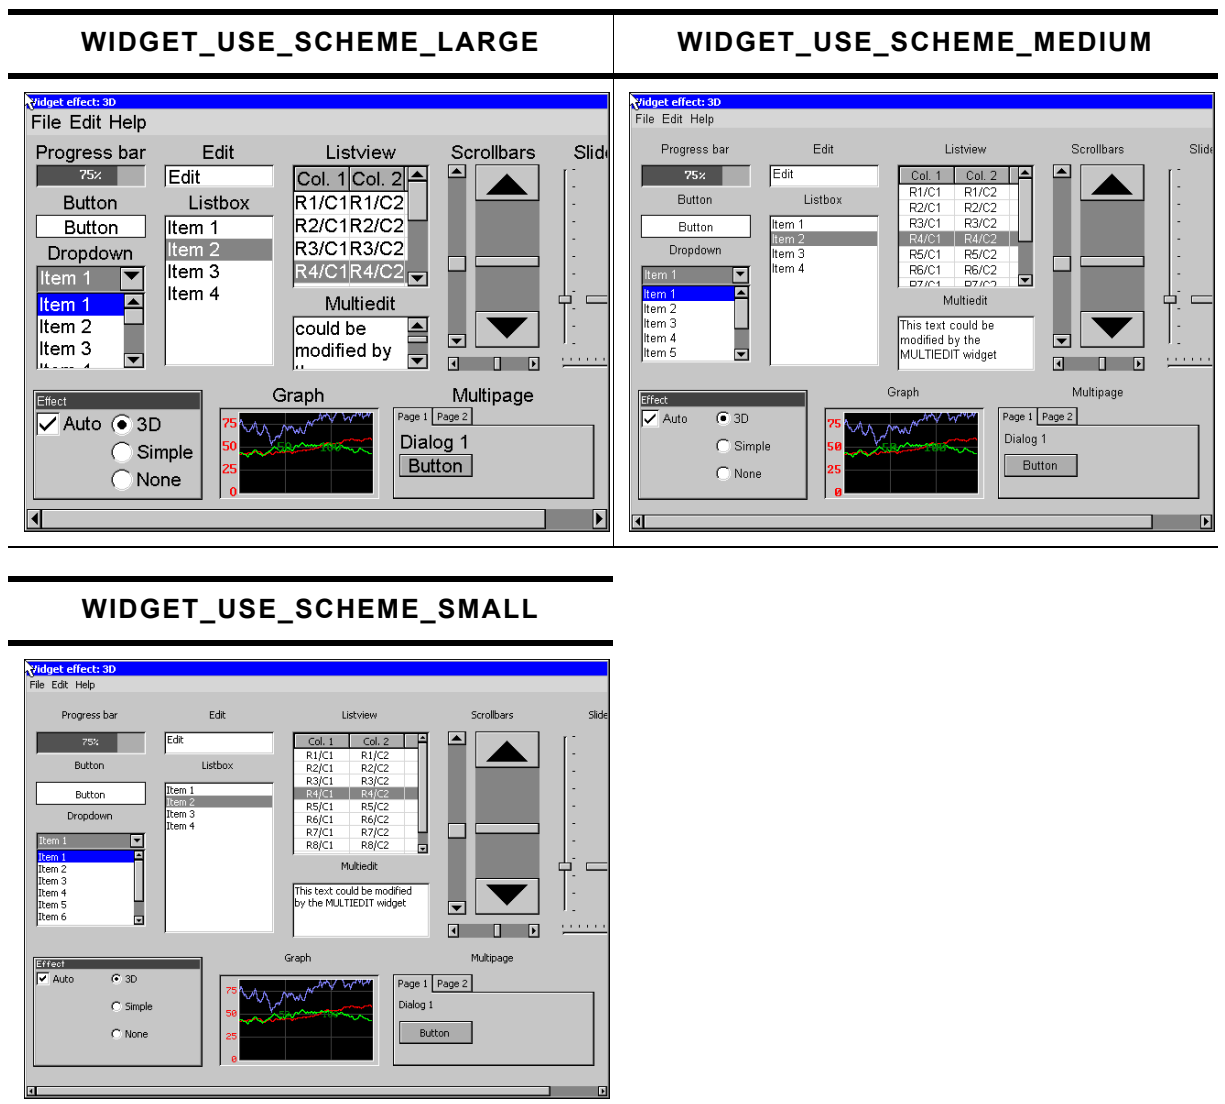 WIDGET_USE_SCHEME_LARGE
WIDGET_USE_SCHEME_MEDIUM
Widget effect: 3D
File Edit Help
Progress bar Edit Listview Scrollbars Slide
75%
Edit
Col. 1 Col. 2
Button Listbox
R1/C1 R1/C2
Button
Item 1
R2/C1 R2/C2
Dropdown
Item 2
R3/C1 R3/C2
Item 1
Item 3
R4/C1 R4/C2
Item 1
Item 4
Multiedit
Item 2
could be
Item 3
modified by
Effect
Graph Multipage
Auto 3D
Simple
None
75
50
25
0
50 100
Page 1 Page 2
Dialog 1
Button
Widget effect: 3D
File Edit Help
Progress bar Edit Listview Scrollbars Slide
75%
Edit
Col. 1 Col. 2
Button Listbox
R1/C1 R1/C2
R2/C1 R2/C2
Button
Item 1
R3/C1 R3/C2
Item 2
R4/C1 R4/C2
Dropdown
Item 3
R5/C1 R5/C2
Item 1
Item 4
R6/C1 R6/C2
R7/C1 R7/C2
Item 1
Multiedit
Item 2
Item 3
This text could be
Item 4
modified by the
Item 5
MULTIEDIT widget
Effect
Graph Multipage
Auto 3D
Simple
None
75
50
25
0
50 100
Page 1 Page 2
Dialog 1
Button
WIDGET_USE_SCHEME_SMALL
Widget effect: 3D
File Edit Help
Progress bar Edit Listview Scrollbars Slide
75%
Edit
Col. 1 Col. 2
Button Listbox
R1/C1 R1/C2
R2/C1 R2/C2
R3/C1 R3/C2
Button
Item 1
R4/C1 R4/C2
Item 2
R5/C1 R5/C2
Dropdown
Item 3
R6/C1 R6/C2
Item 4
R7/C1 R7/C2
Item 1
R8/C1 R8/C2
Item 1
Item 2
Multiedit
Item 3
Item 4
This text could be modified
Item 5
by the MULTIEDIT widget
Item 6
Effect
Graph Multipage
Auto 3D
Simple
None
75
50
25
0
50 100
Page 1 Page 2
Dialog 1
Button